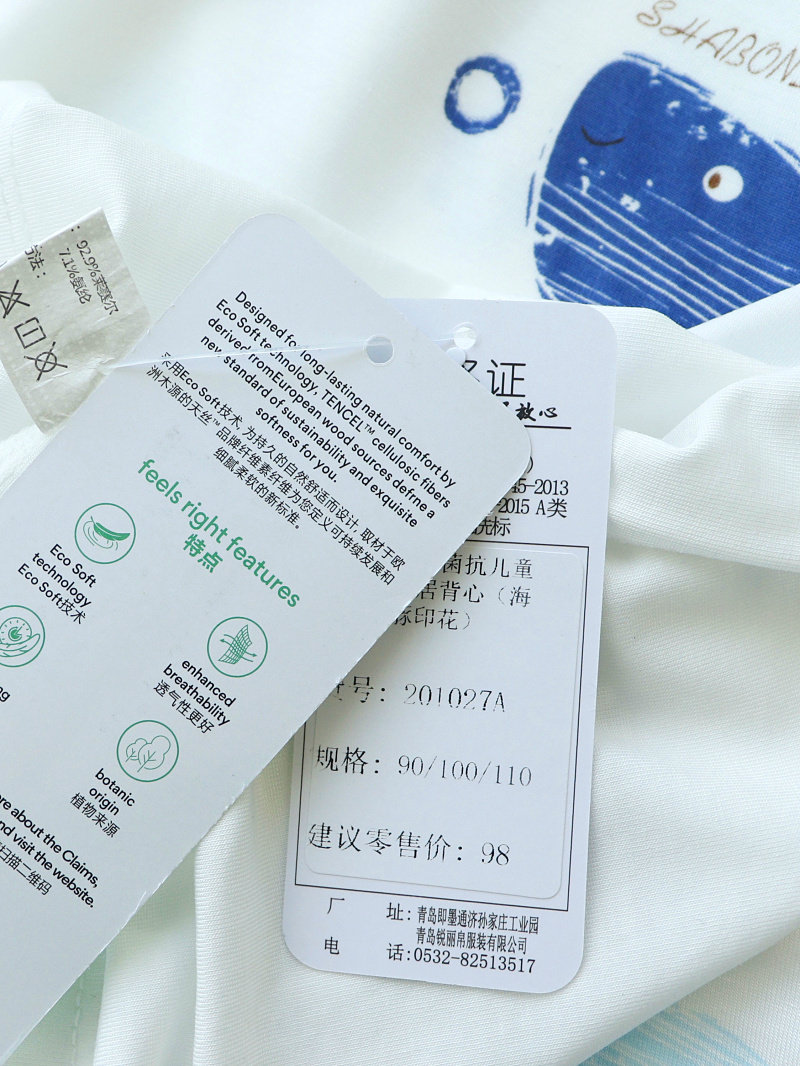 SHABON
: 92.9%莱赛尔
7.1%氨纶
方法：
Designed for long-lasting natural comfort by
Eco Soft technology, TENCEL™ cellulosic fibers
derived from European wood sources defrne a
new standard of sustainability and exquisite
softness for you.
采用Eco Soft技术, 为持久的自然舒适而设计, 取材于欧
洲木源的天丝™品牌纤维素纤维为您定义可持续发展和
细腻柔软的新标准。
feels right features
特点
Eco Soft
technology
Eco Soft技术
enhanced
breathability
透气性更好
botanic
origin
植物来源
about the Claims,
visit the website.
扫描二维码
证
放心
45-2013
2015 A类
洗标
菌抗儿童
居背心（海
豚印花）
号: 201027A
规格: 90/100/110
建议零售价: 98
厂 址: 青岛即墨通济孙家庄工业园
青岛锐丽帛服装有限公司
电 话:0532-82513517